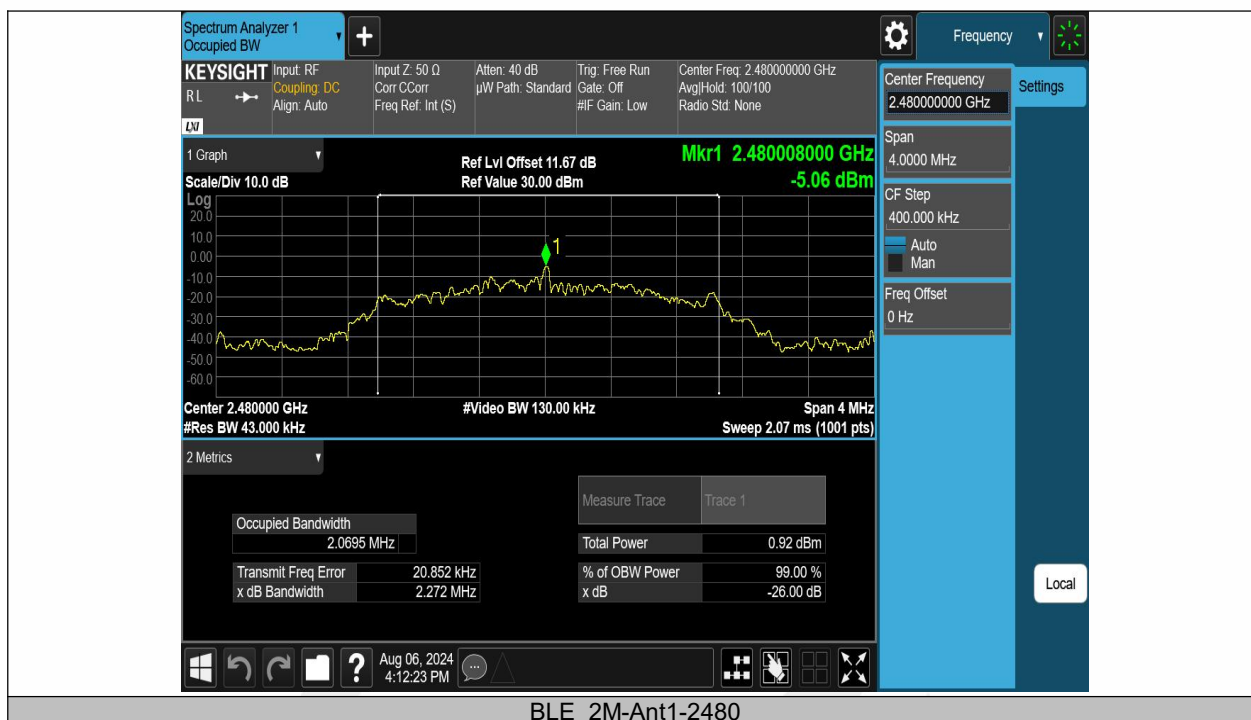 Spectrum Analyzer 1
Occupied BW
+
Frequency
KEYSIGHT
R L
LXI
Input: RF
Coupling: DC
Align: Auto
Input Z: 50 Ω
Corr CCorr
Freq Ref: Int (S)
Atten: 40 dB
µW Path: Standard
Trig: Free Run
Gate: Off
#IF Gain: Low
Center Freq: 2.480000000 GHz
Avg|Hold: 100/100
Radio Std: None
Center Frequency
2.480000000 GHz
Settings
Span
4.0000 MHz
CF Step
400.000 kHz
Auto
Man
Freq Offset
0 Hz
Local
1 Graph
Scale/Div 10.0 dB
Ref Lvl Offset 11.67 dB
Ref Value 30.00 dBm
Mkr1 2.480008000 GHz
-5.06 dBm
Log
20.0
10.0
0.00
-10.0
-20.0
-30.0
-40.0
-50.0
-60.0
1
Center 2.480000 GHz
#Res BW 43.000 kHz
#Video BW 130.00 kHz
Span 4 MHz
Sweep 2.07 ms (1001 pts)
2 Metrics
Measure Trace Trace 1
Occupied Bandwidth
2.0695 MHz
Total Power 0.92 dBm
Transmit Freq Error 20.852 kHz
% of OBW Power 99.00 %
x dB Bandwidth 2.272 MHz
x dB -26.00 dB
?
Aug 06, 2024
4:12:23 PM
BLE_2M-Ant1-2480